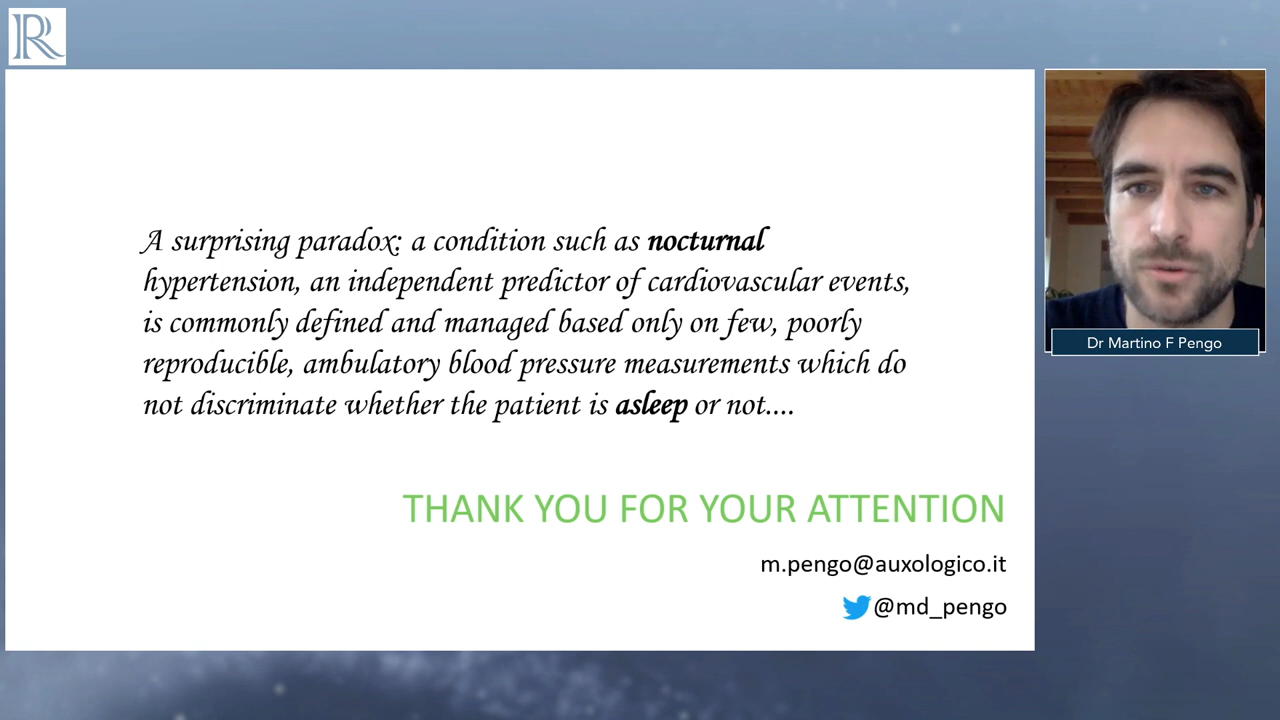 R
A surprising paradox: a condition such as nocturnal
hypertension, an independent predictor of cardiovascular events,
is commonly defined and managed based only on few, poorly
reproducible, ambulatory blood pressure measurements which do
not discriminate whether the patient is asleep or not....
THANK YOU FOR YOUR ATTENTION
m.pengo@auxologico.it
@md_pengo
Dr Martino F Pengo